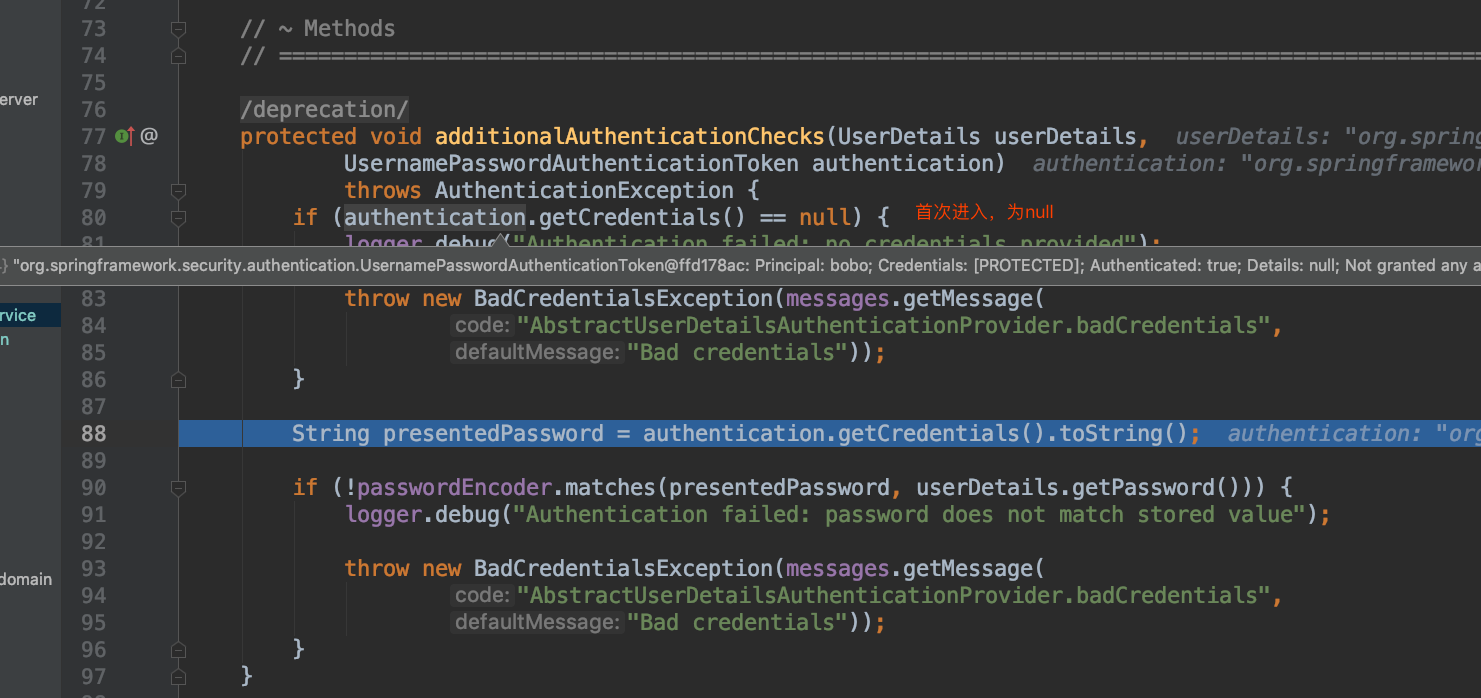 72
73 // ~ Methods
74 // ================================================================================================
75
erver
76 /deprecation/
77 @ protected void additionalAuthenticationChecks(UserDetails userDetails, userDetails: "org.spring
78 UsernamePasswordAuthenticationToken authentication) authentication: "org.springframewor
79 throws AuthenticationException {
80 if (authentication.getCredentials() == null) { 首次进入，为null
81 logger.debug("Authentication failed: no credentials provided");
} "org.springframework.security.authentication.UsernamePasswordAuthenticationToken@ffd178ac: Principal: bobo; Credentials: [PROTECTED]; Authenticated: true; Details: null; Not granted any a
83 throw new BadCredentialsException(messages.getMessage(
rvice
84 code: "AbstractUserDetailsAuthenticationProvider.badCredentials",
n
85 defaultMessage: "Bad credentials"));
86 }
87
88 String presentedPassword = authentication.getCredentials().toString(); authentication: "org
89
90 if (!passwordEncoder.matches(presentedPassword, userDetails.getPassword())) {
91 logger.debug("Authentication failed: password does not match stored value");
92
93 throw new BadCredentialsException(messages.getMessage(
domain
94 code: "AbstractUserDetailsAuthenticationProvider.badCredentials",
95 defaultMessage: "Bad credentials"));
96 }
97 }